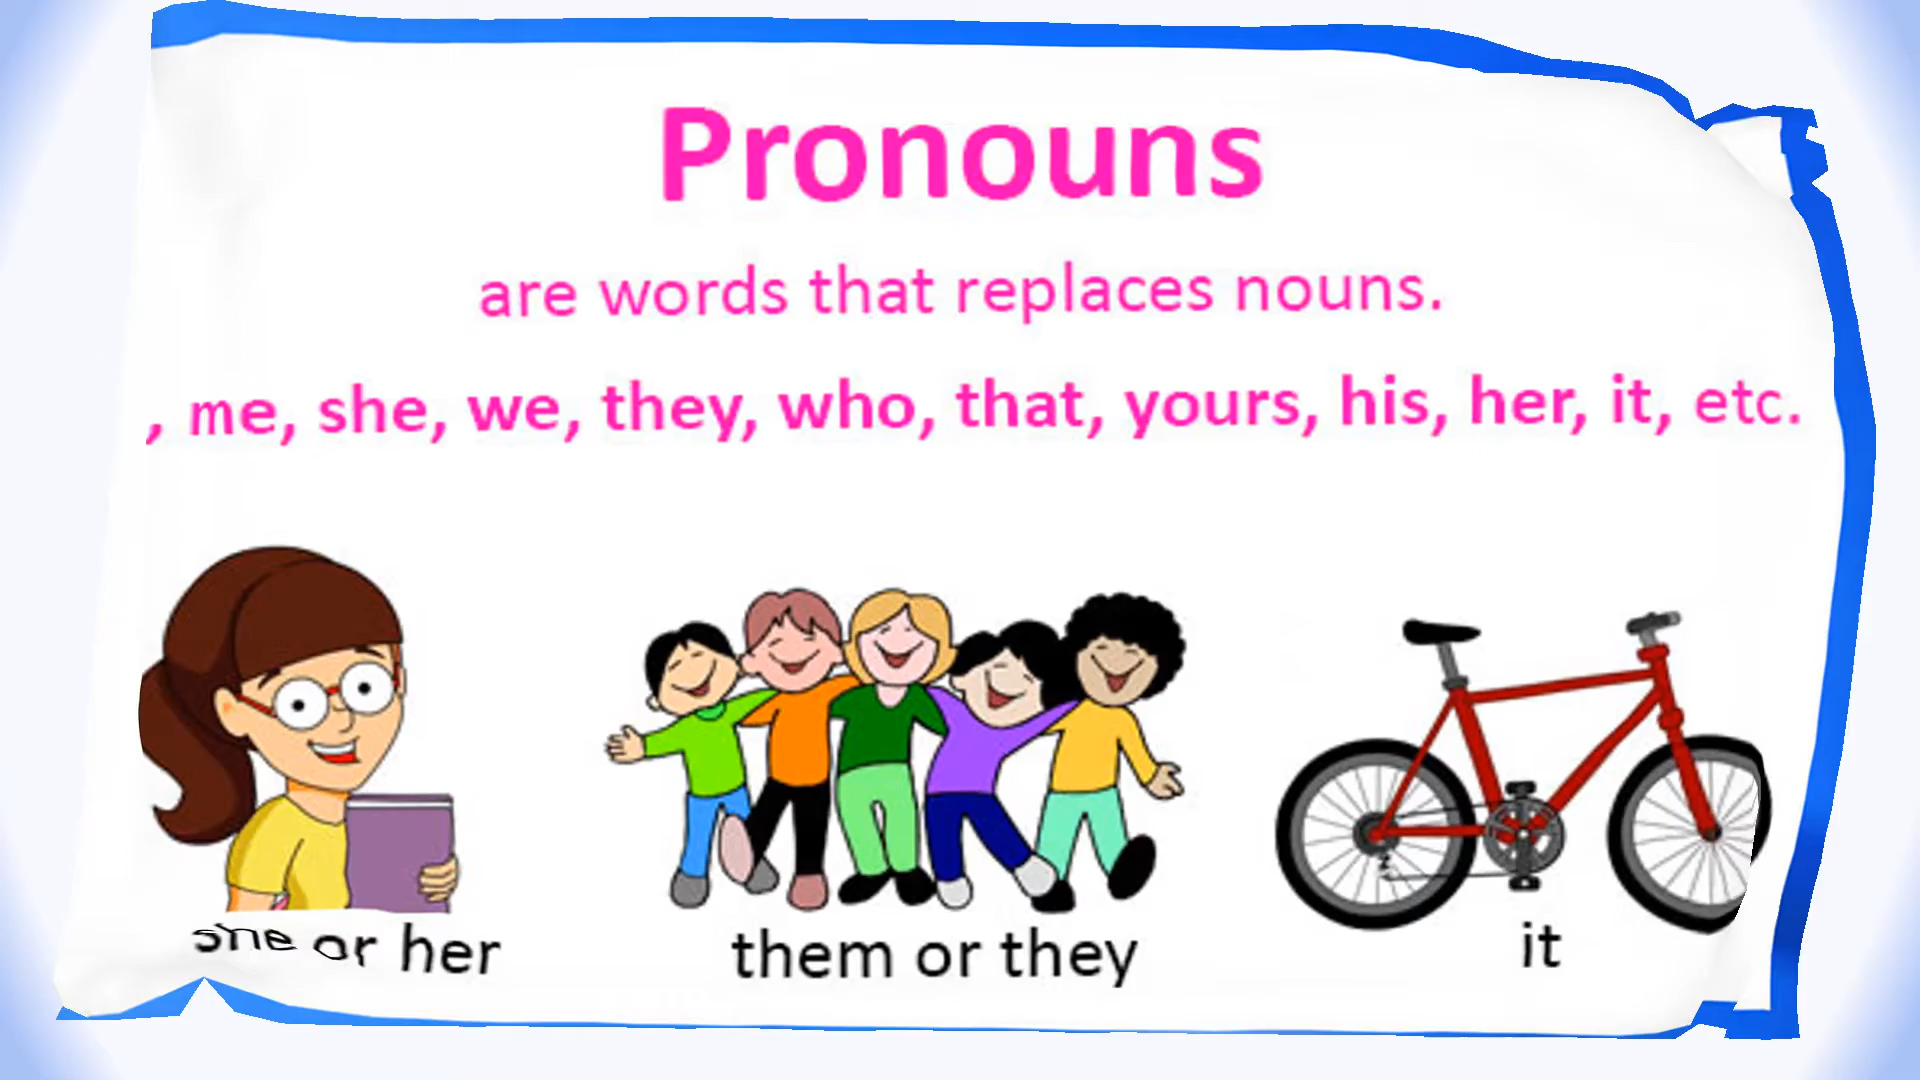 Pronouns
are words that replaces nouns.
, me, she, we, they, who, that, yours, his, her, it, etc.
she or her
them or they
it